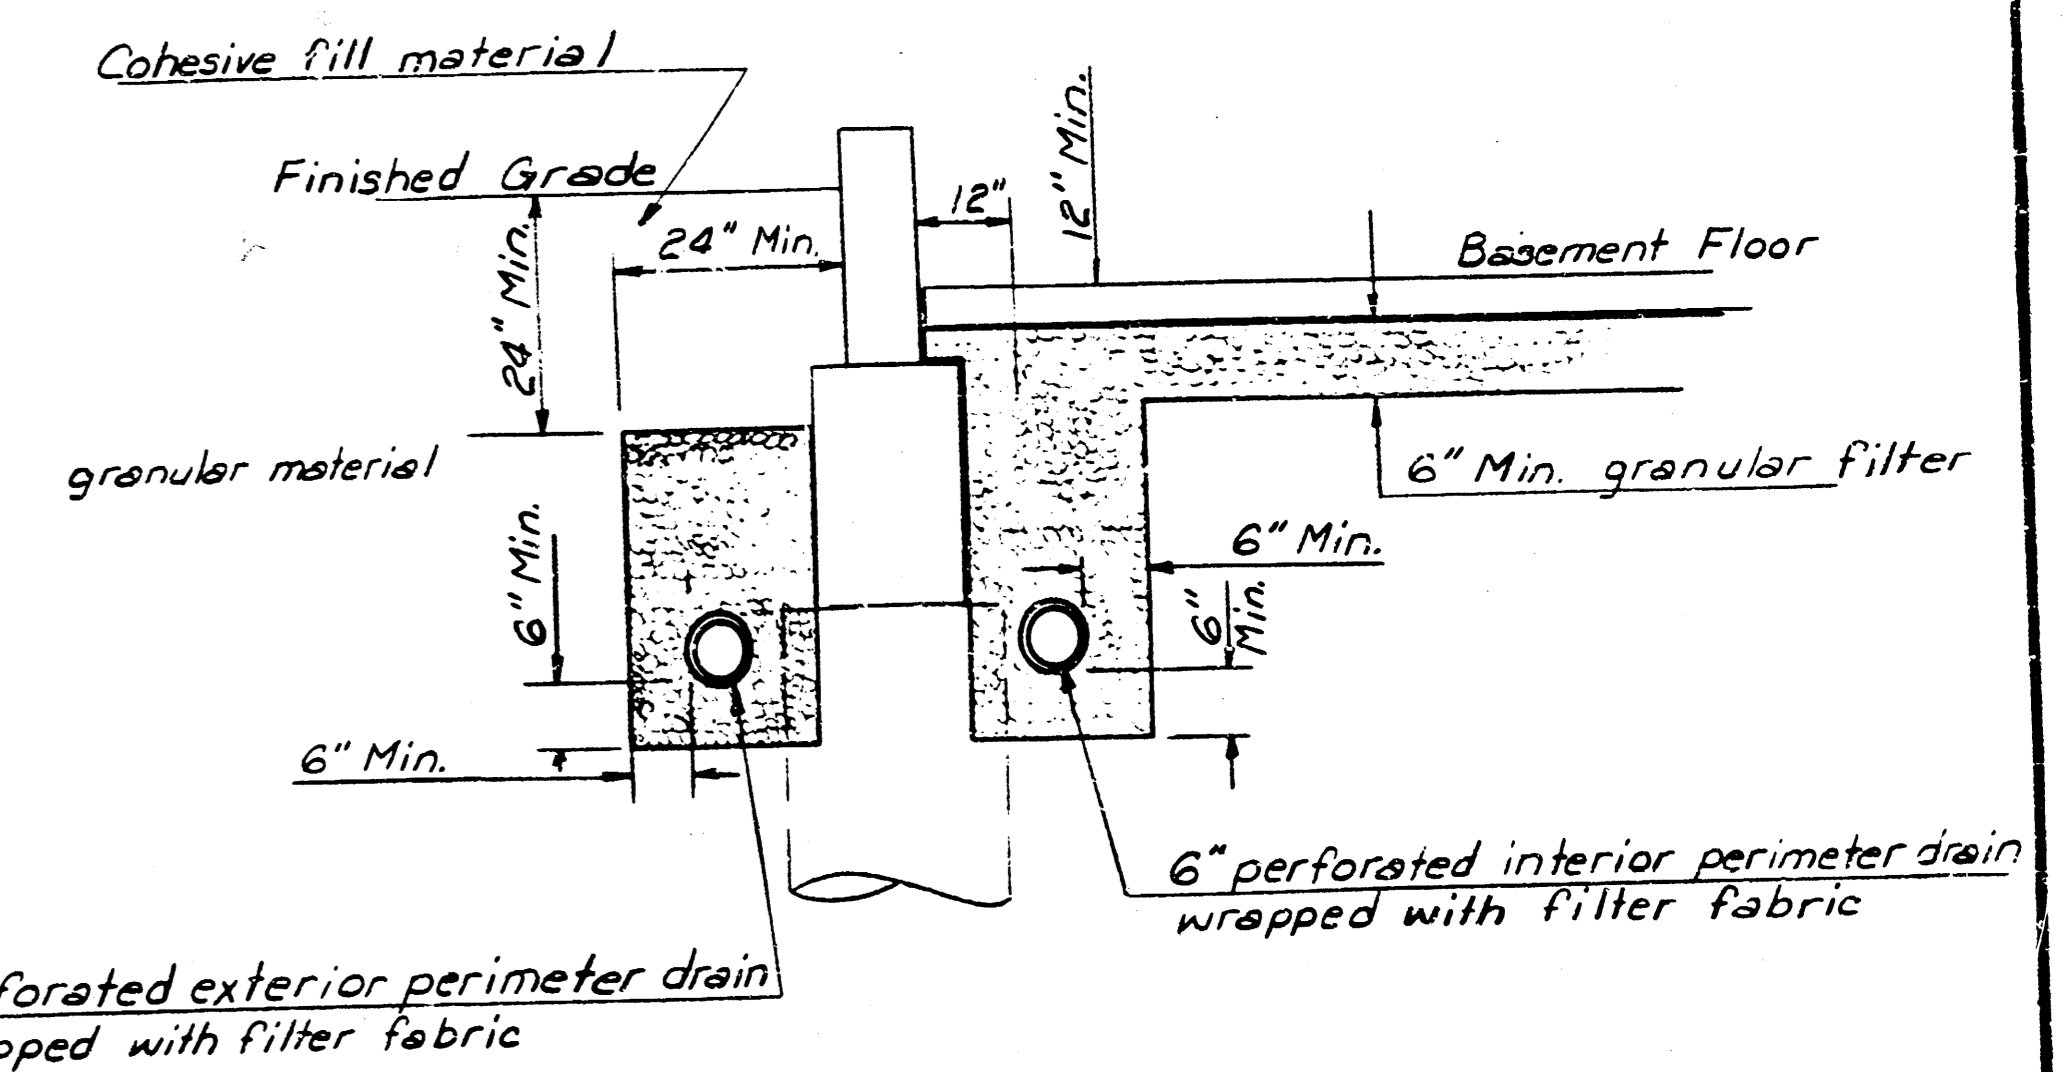 Cohesive fill material
Finished Grade
24" Min.
24" Min.
12"
12" Min.
Basement Floor
granular material
6" Min. granular filter
6" Min.
6" Min.
6" Min.
6" Min.
6" perforated interior perimeter drain
wrapped with filter fabric
forated exterior perimeter drain
pped with filter fabric